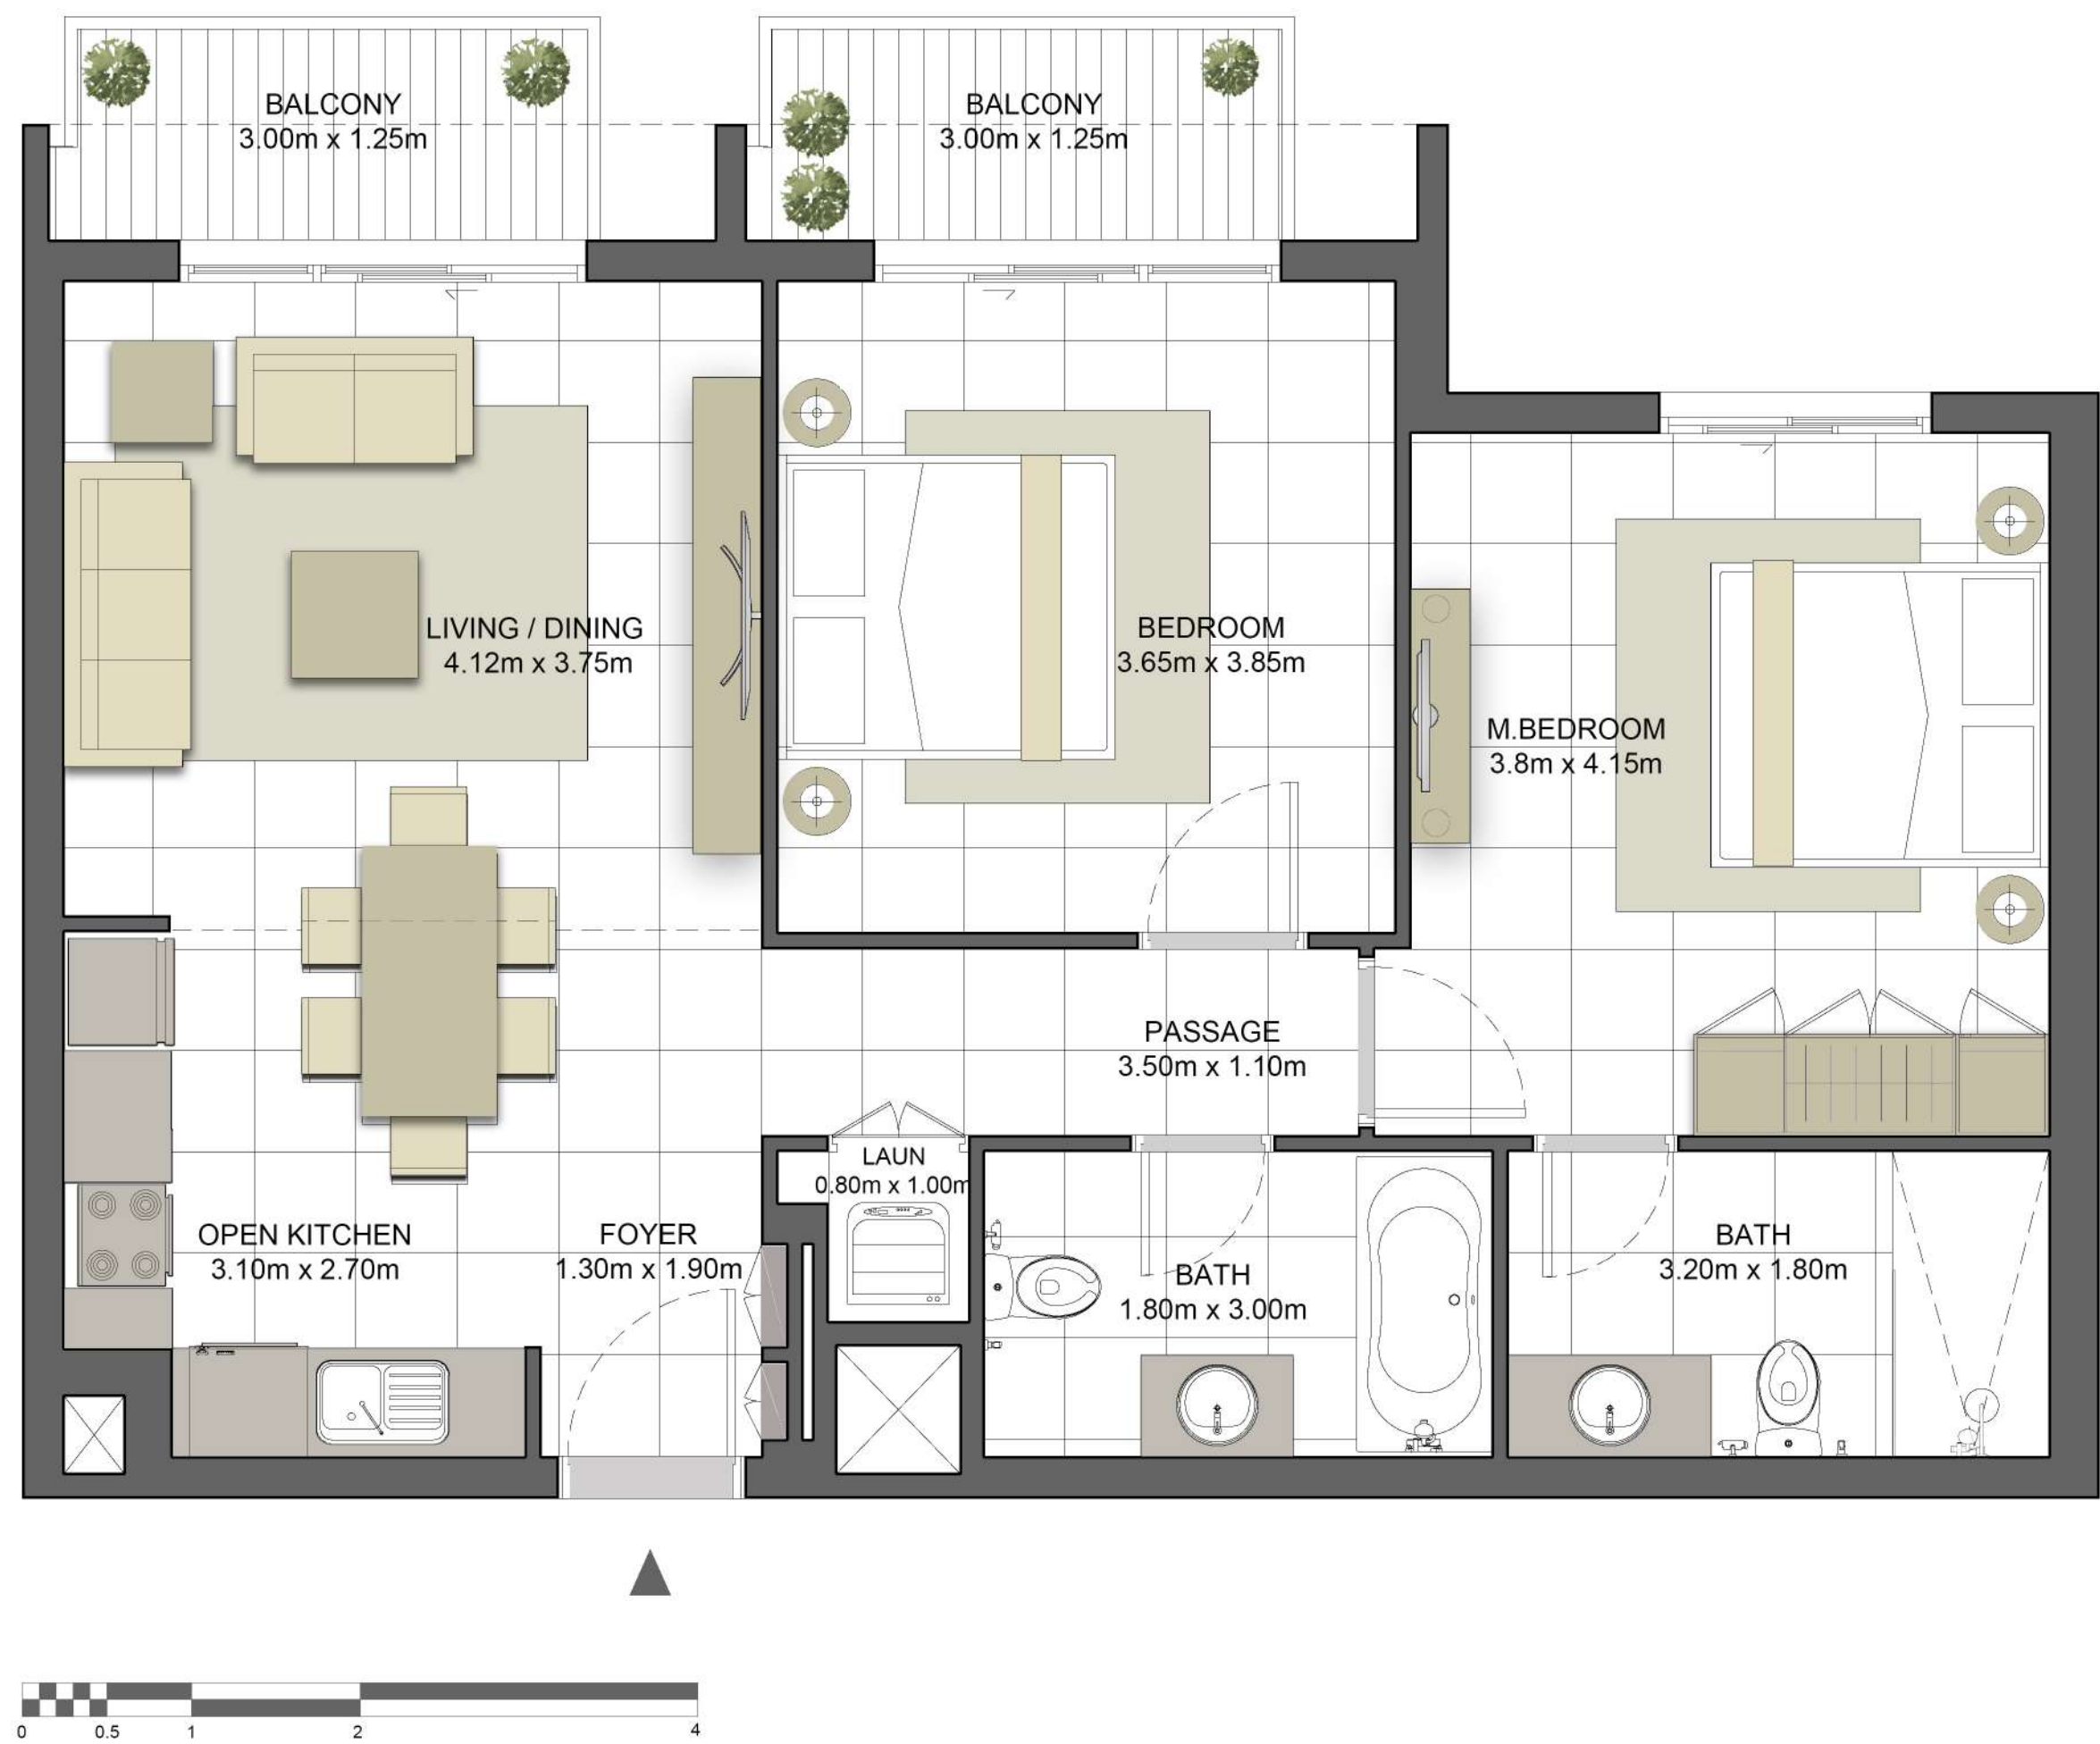 BALCONY
3.00m x 1.25m
BALCONY
3.00m x 1.25m
LIVING / DINING
4.12m x 3.75m
BEDROOM
3.65m x 3.85m
M.BEDROOM
3.8m x 4.15m
PASSAGE
3.50m x 1.10m
LAUN
0.80m x 1.00m
OPEN KITCHEN
3.10m x 2.70m
FOYER
1.30m x 1.90m
BATH
1.80m x 3.00m
BATH
3.20m x 1.80m
0 0.5 1 2 4